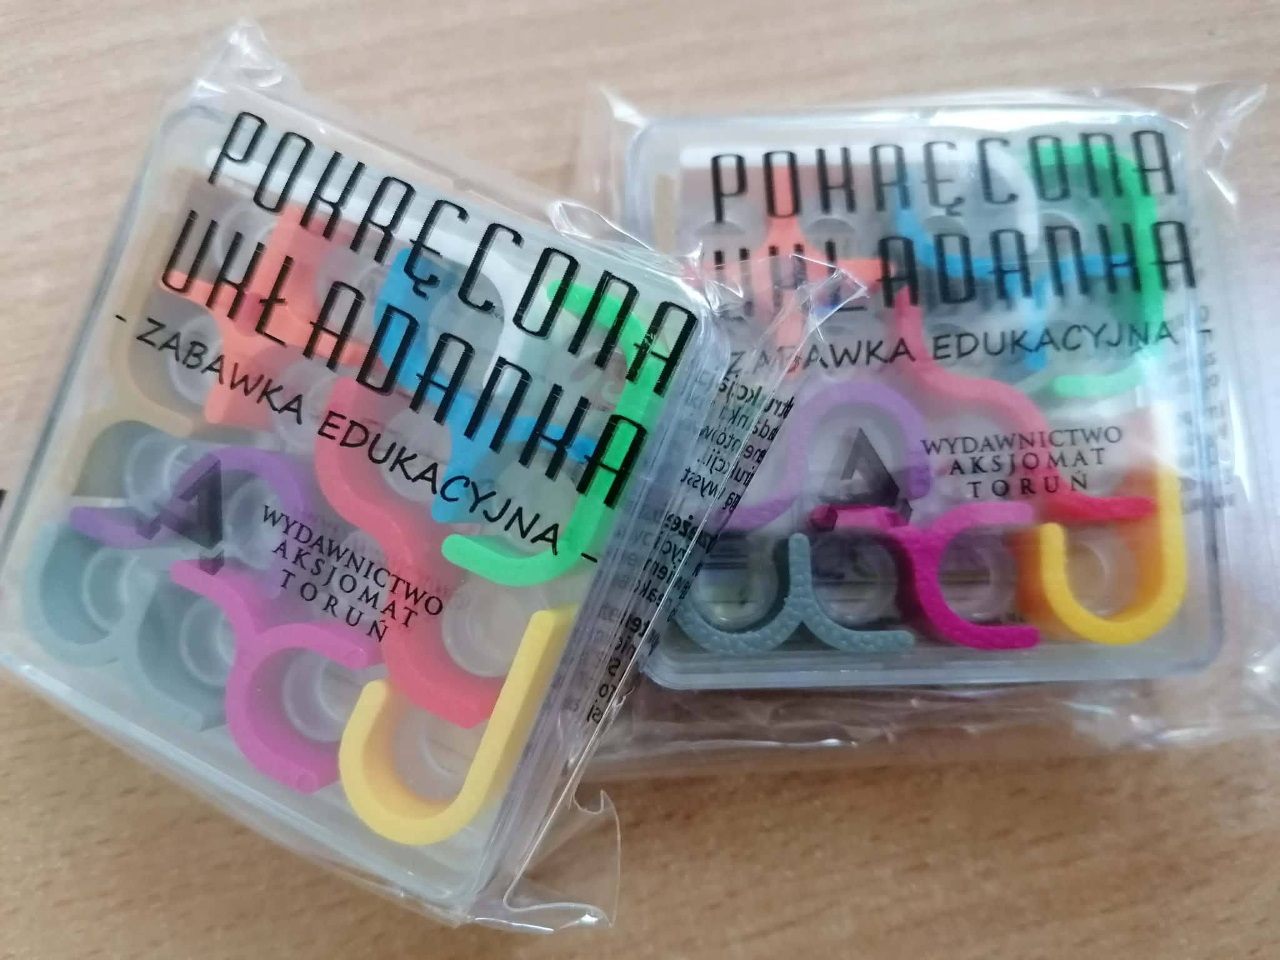 POKRĘCONA
UKŁADANKA
- ZABAWKA EDUKACYJNA -
WYDAWNICTWO
AKSJOMAT
TORUŃ
POKRĘCONA
UKŁADANKA
ZABAWKA EDUKACYJNA
WYDAWNICTWO
AKSJOMAT
TORUŃ